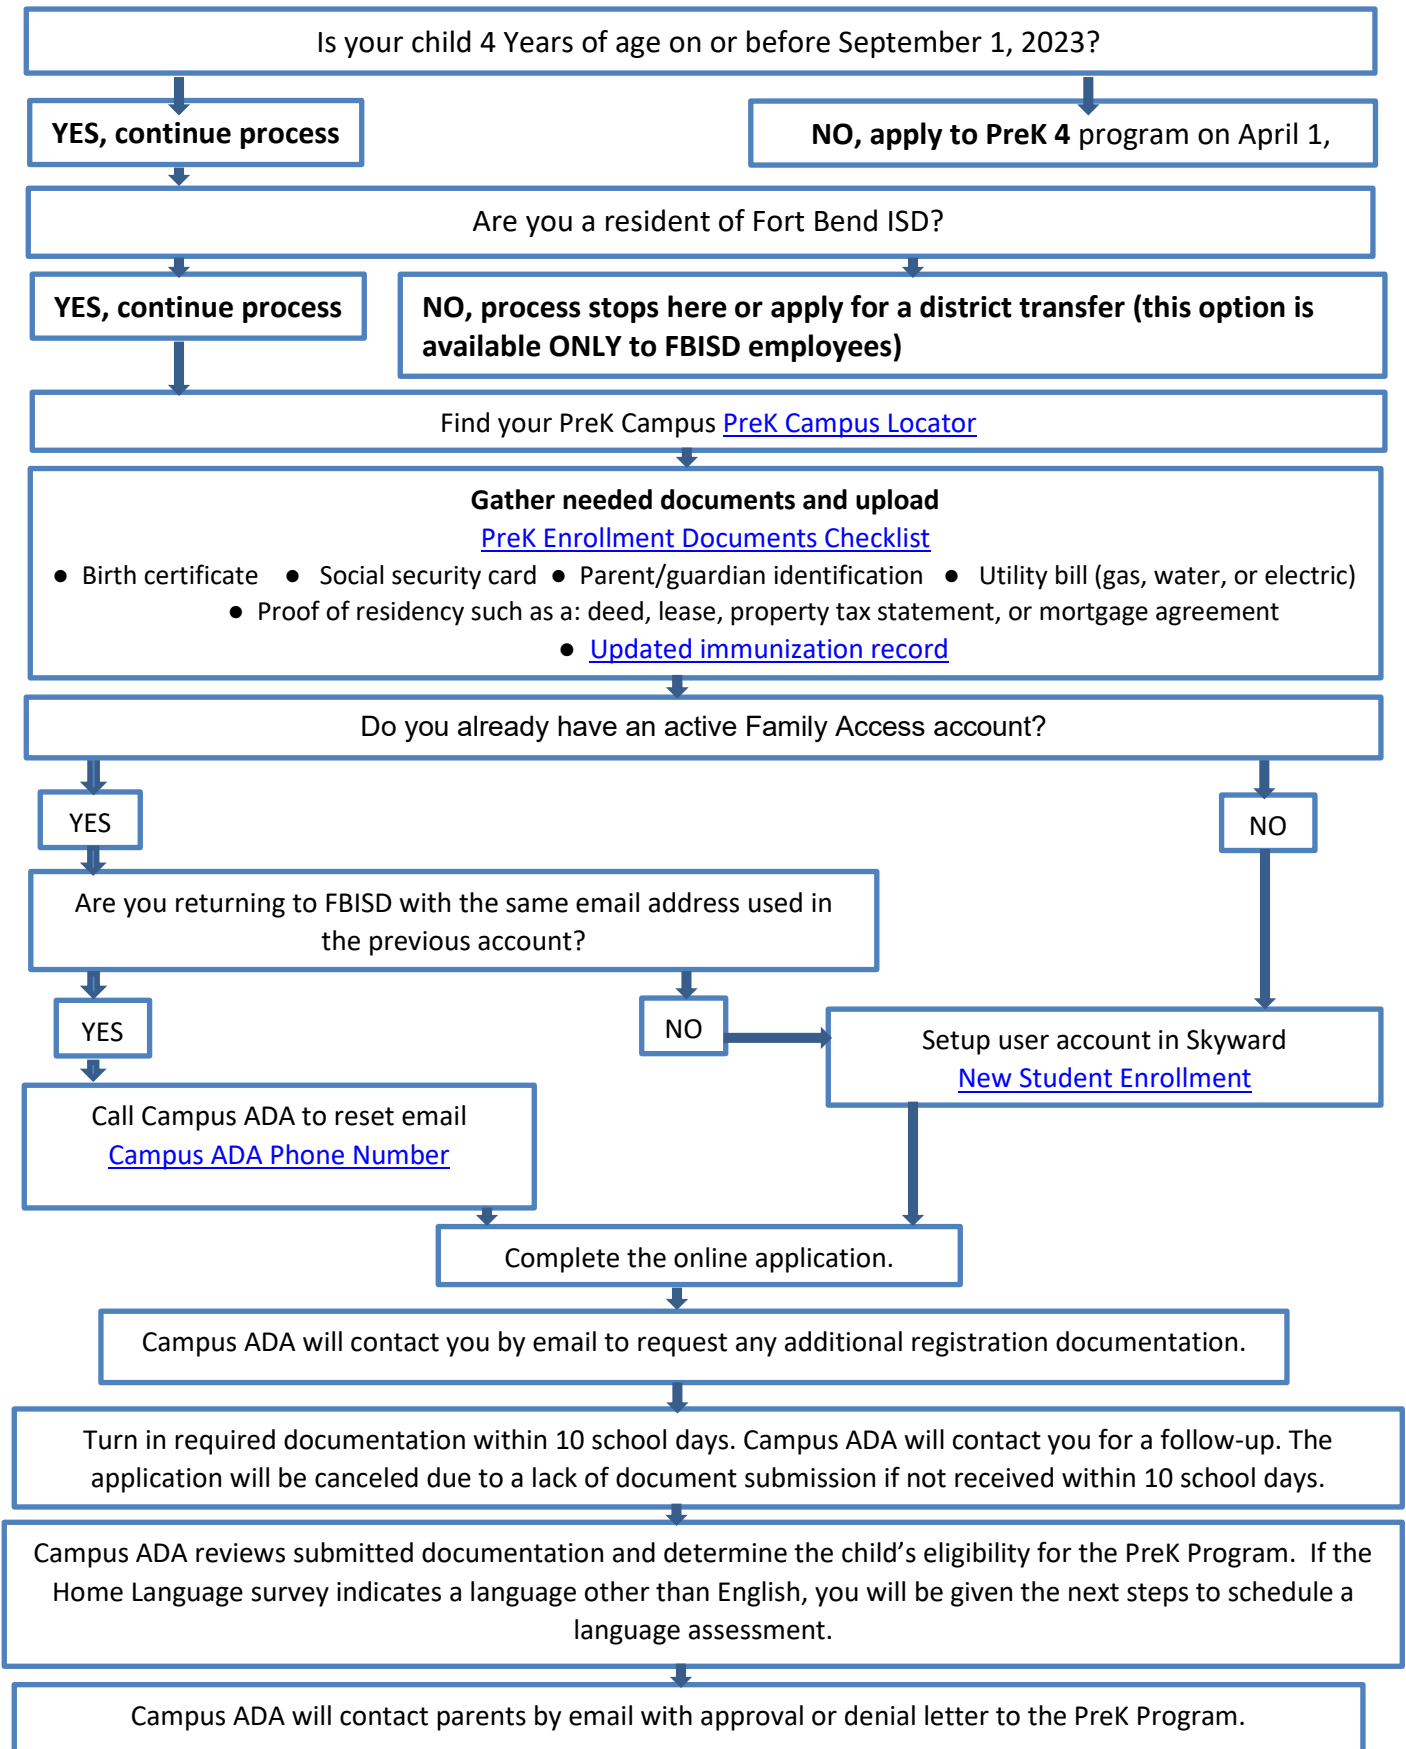 Is your child 4 Years of age on or before September 1, 2023?
YES, continue process
NO, apply to PreK 4 program on April 1,
Are you a resident of Fort Bend ISD?
YES, continue process
NO, process stops here or apply for a district transfer (this option is
available ONLY to FBISD employees)
Find your PreK Campus PreK Campus Locator
Gather needed documents and upload
PreK Enrollment Documents Checklist
● Birth certificate ● Social security card ● Parent/guardian identification ● Utility bill (gas, water, or electric)
● Proof of residency such as a: deed, lease, property tax statement, or mortgage agreement
● Updated immunization record
Do you already have an active Family Access account?
YES
NO
Are you returning to FBISD with the same email address used in
the previous account?
YES
NO
Setup user account in Skyward
New Student Enrollment
Call Campus ADA to reset email
Campus ADA Phone Number
Complete the online application.
Campus ADA will contact you by email to request any additional registration documentation.
Turn in required documentation within 10 school days. Campus ADA will contact you for a follow-up. The
application will be canceled due to a lack of document submission if not received within 10 school days.
Campus ADA reviews submitted documentation and determine the child’s eligibility for the PreK Program.  If the
Home Language survey indicates a language other than English, you will be given the next steps to schedule a
language assessment.
Campus ADA will contact parents by email with approval or denial letter to the PreK Program.